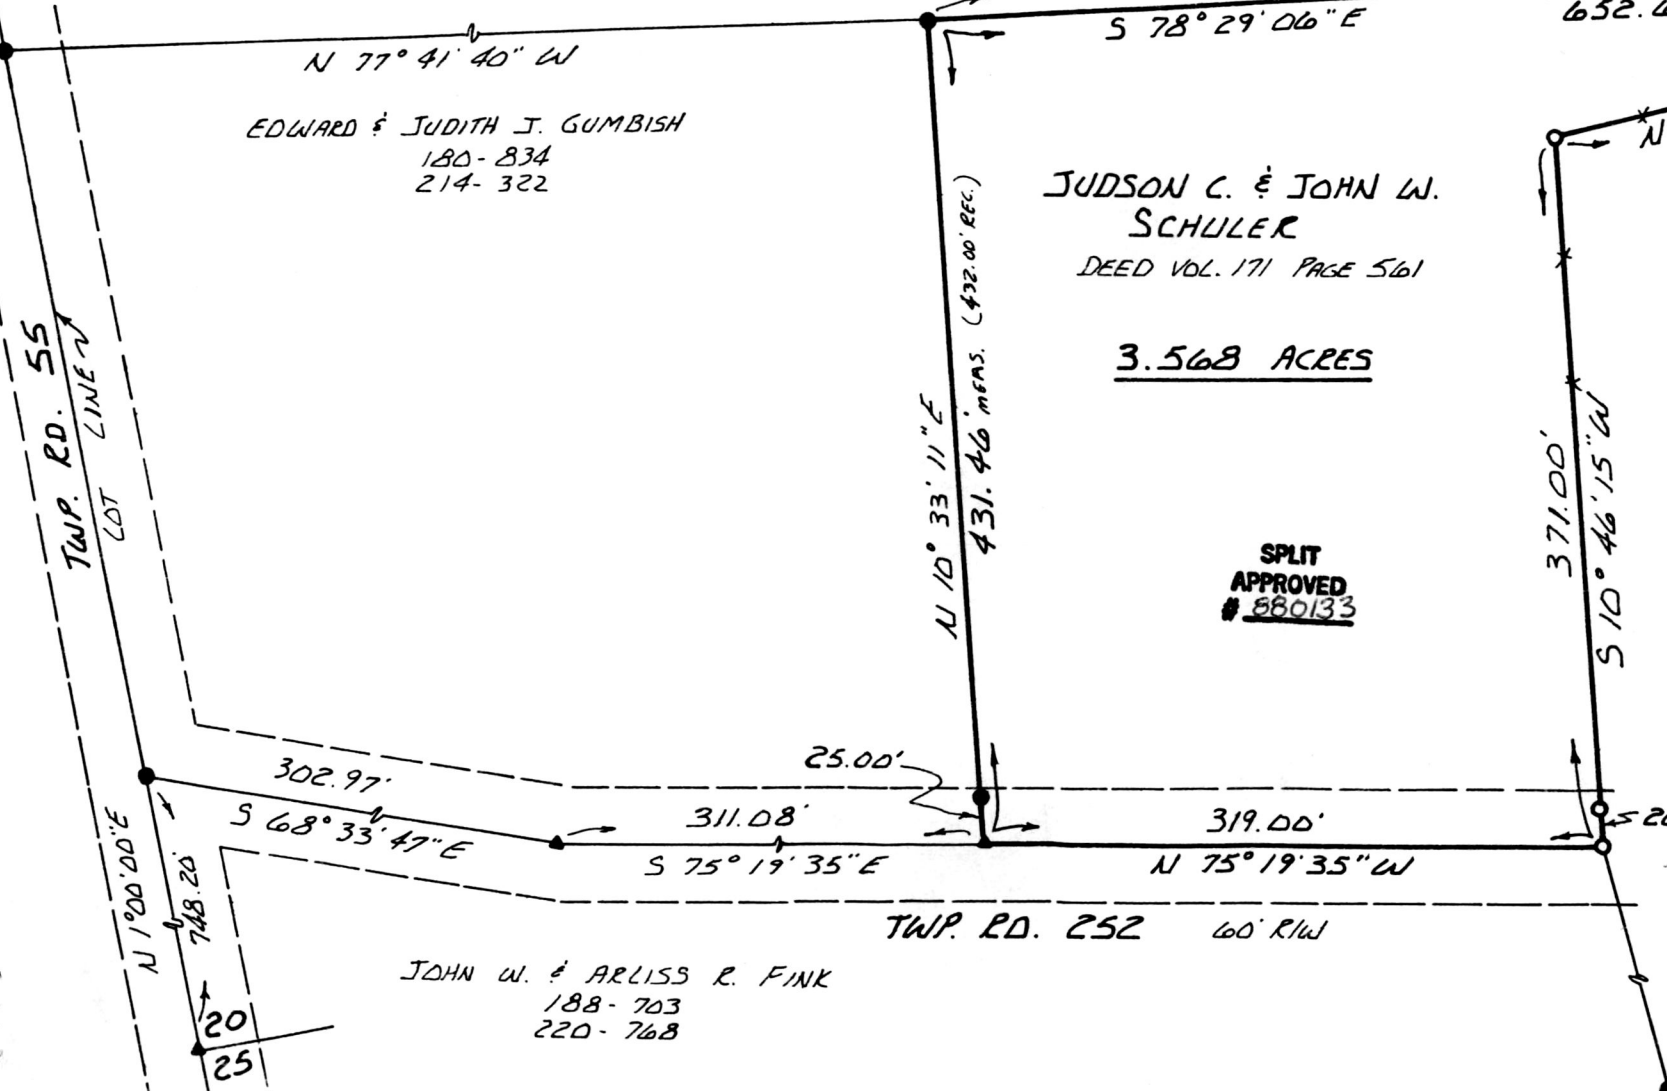 S 78° 29' 06" E
652.
N 77° 41' 40" W
N
EDWARD & JUDITH J. GUMBISH
180-834
214-322
JUDSON C. & JOHN W.
SCHULER
DEED VOL. 171 PAGE 561
3.568 ACRES
N 10° 33' 11" E
431.46' MEAS. (432.00' REC.)
371.00'
S 10° 46' 15" W
TWP. RD. 55
LOT LINE
SPLIT
APPROVED
# 880133
302.97'
S 68° 33' 47" E
25.00'
311.08'
S 75° 19' 35" E
319.00'
N 75° 19' 35" W
TWP. RD. 252 60' R/W
N 1° 00' 00" E
748.20'
JOHN W. & ARLISS R. FINK
188-703
220-768
20
25